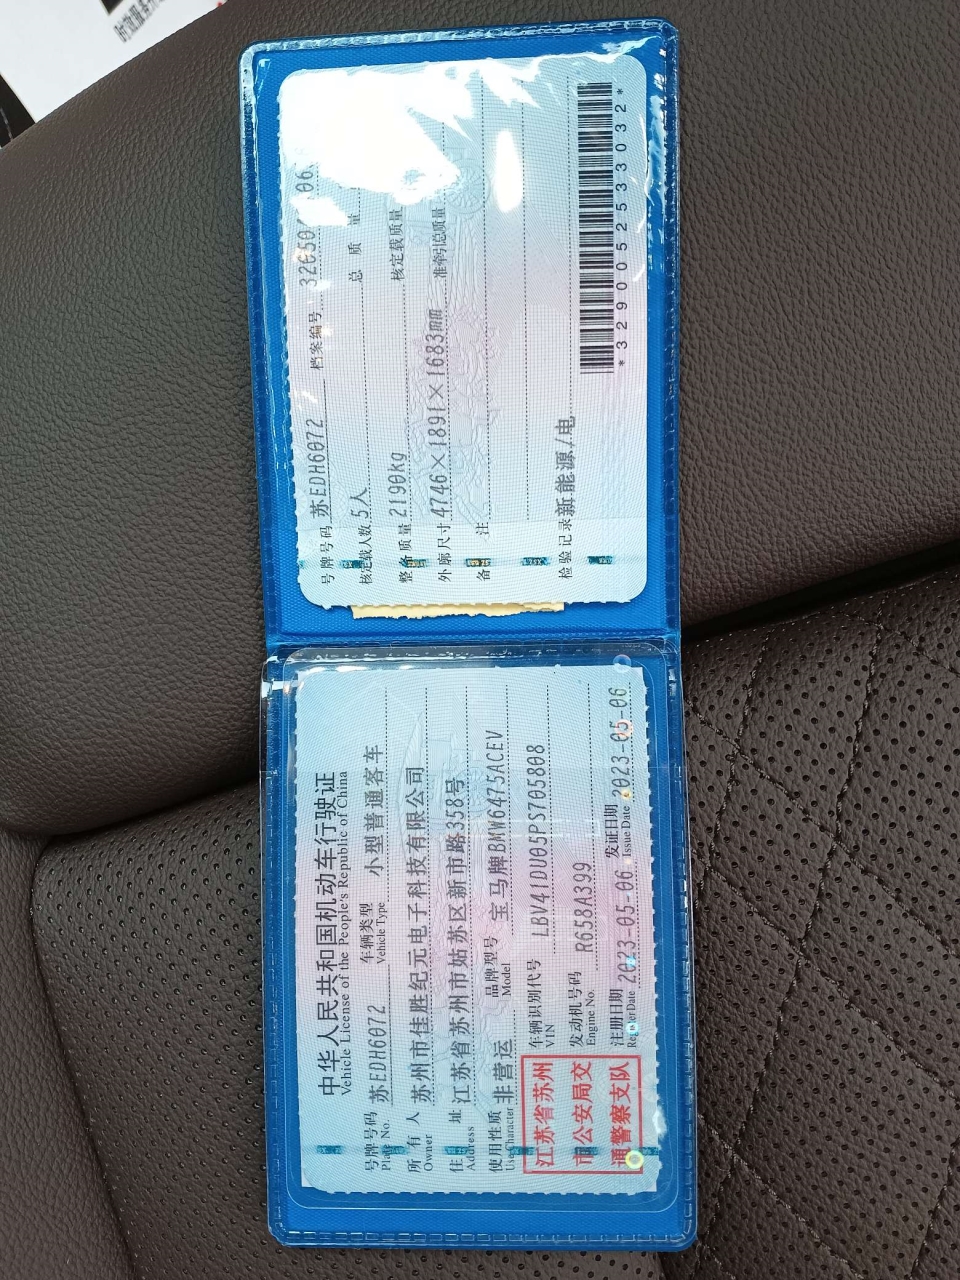 中华人民共和国机动车行驶证
Vehicle License of the People's Republic of China
号牌号码 苏EDH6072 车辆类型 小型普通客车
Plate No. Vehicle Type
所有人 苏州市佳胜纪元电子科技有限公司
Owner
住址 江苏省苏州市姑苏区新市路358号
Address
使用性质 非营运 品牌型号 宝马牌BMW6475ACEV
Use Character Model
江苏省苏州
市公安局交
通警察支队
车辆识别代号 LBV41DU05PS705808
VIN
发动机号码 R658A399
Engine No.
注册日期 2023-05-06 发证日期 2023-05-06
Register Date Issue Date
号牌号码 苏EDH6072 档案编号
核定载人数 5人 总质量
整备质量 2190kg 核定载质量
外廓尺寸 4746×1891×1683mm 准牵引总质量
备注
检验记录 新能源/电
*3290052533032*